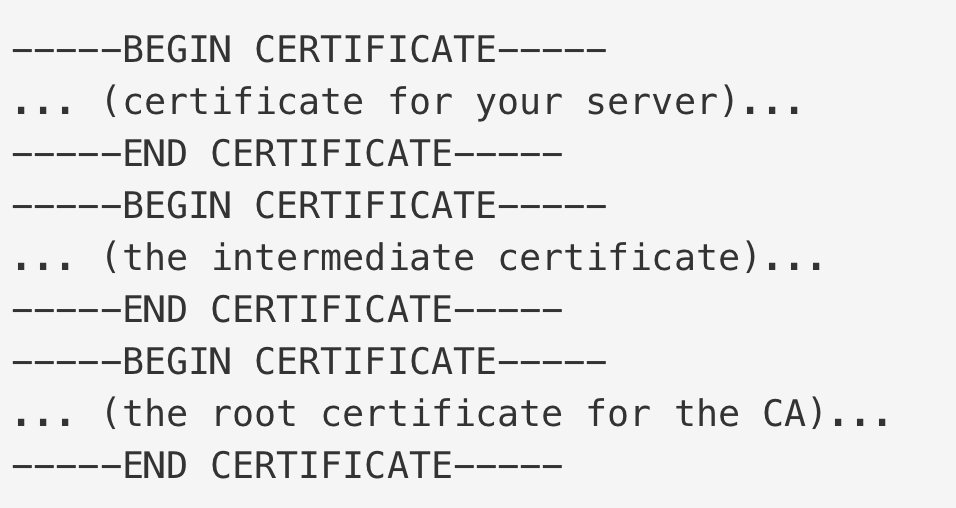 -----BEGIN CERTIFICATE-----
... (certificate for your server)...
-----END CERTIFICATE-----
-----BEGIN CERTIFICATE-----
... (the intermediate certificate)...
-----END CERTIFICATE-----
-----BEGIN CERTIFICATE-----
... (the root certificate for the CA)...
-----END CERTIFICATE-----